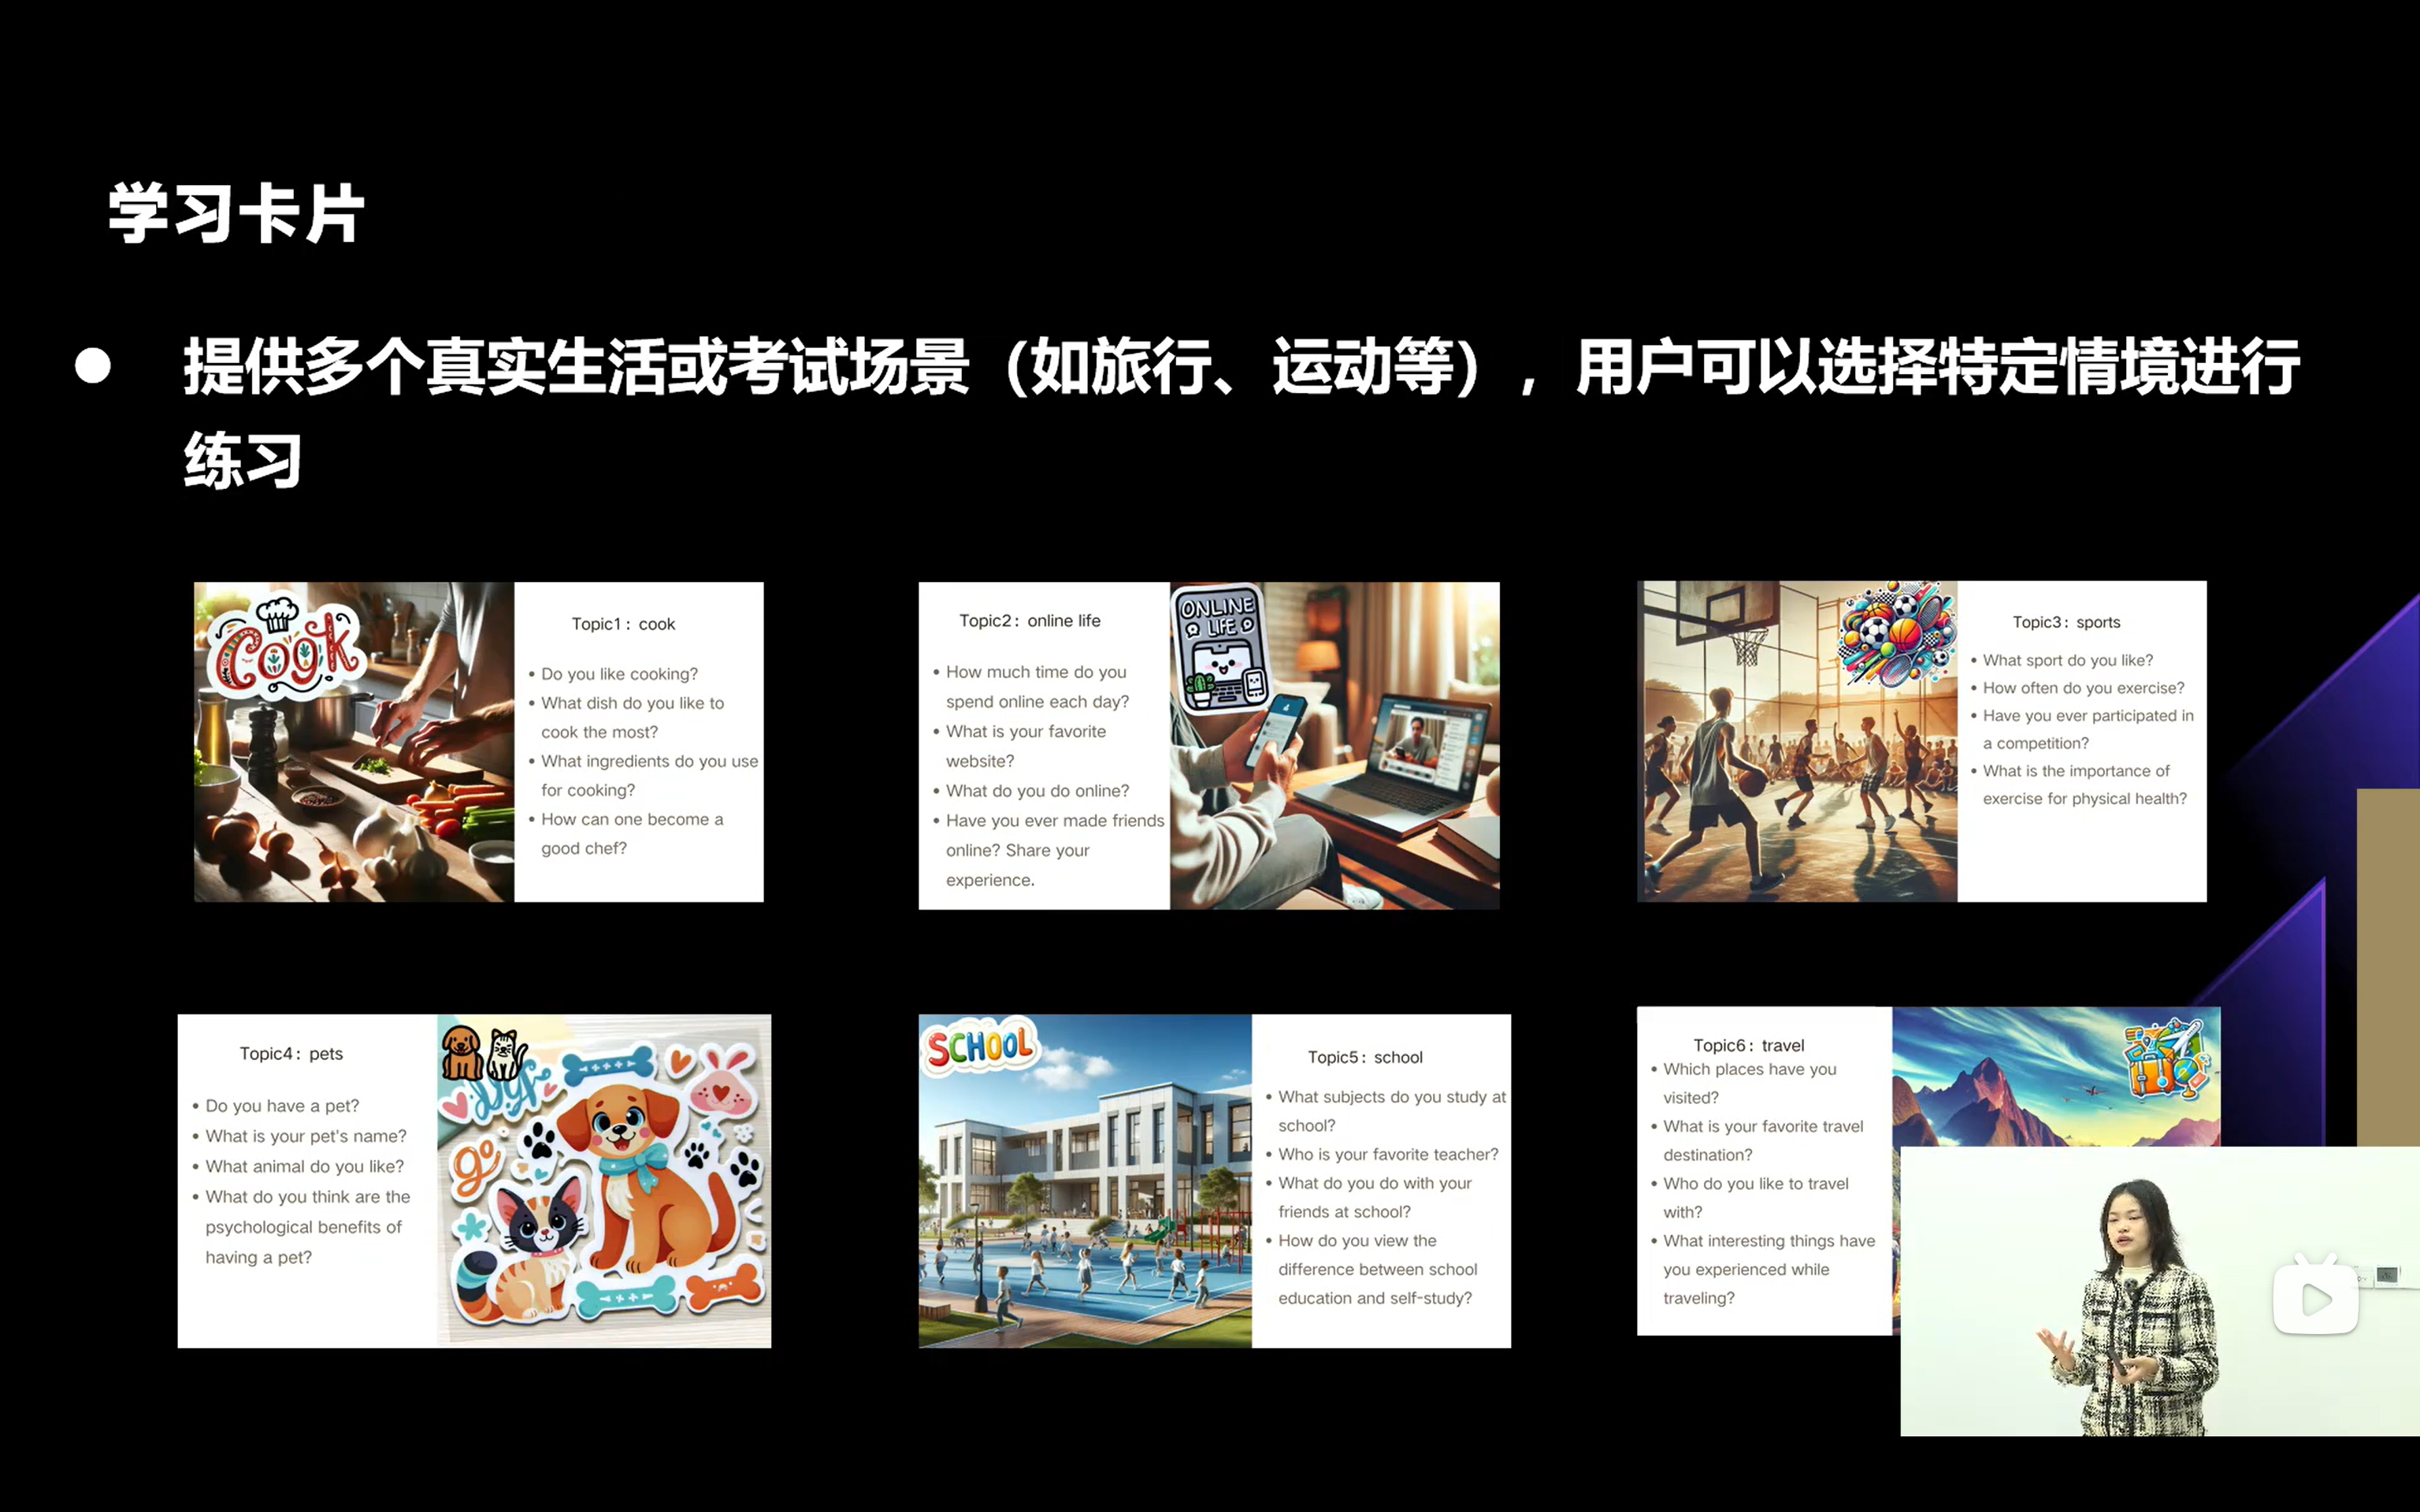 学习卡片
● 提供多个真实生活或考试场景（如旅行、运动等），用户可以选择特定情境进行
练习
Cook
Topic1：cook
• Do you like cooking?
• What dish do you like to
cook the most?
• What ingredients do you use
for cooking?
• How can one become a
good chef?
Topic2：online life
• How much time do you
spend online each day?
• What is your favorite
website?
• What do you do online?
• Have you ever made friends
online? Share your
experience.
ONLINE
LIFE
Topic3：sports
• What sport do you like?
• How often do you exercise?
• Have you ever participated in
a competition?
• What is the importance of
exercise for physical health?
Topic4：pets
• Do you have a pet?
• What is your pet's name?
• What animal do you like?
• What do you think are the
psychological benefits of
having a pet?
SCHOOL
Topic5：school
• What subjects do you study at
school?
• Who is your favorite teacher?
• What do you do with your
friends at school?
• How do you view the
difference between school
education and self-study?
Topic6：travel
• Which places have you
visited?
• What is your favorite travel
destination?
• Who do you like to travel
with?
• What interesting things have
you experienced while
traveling?